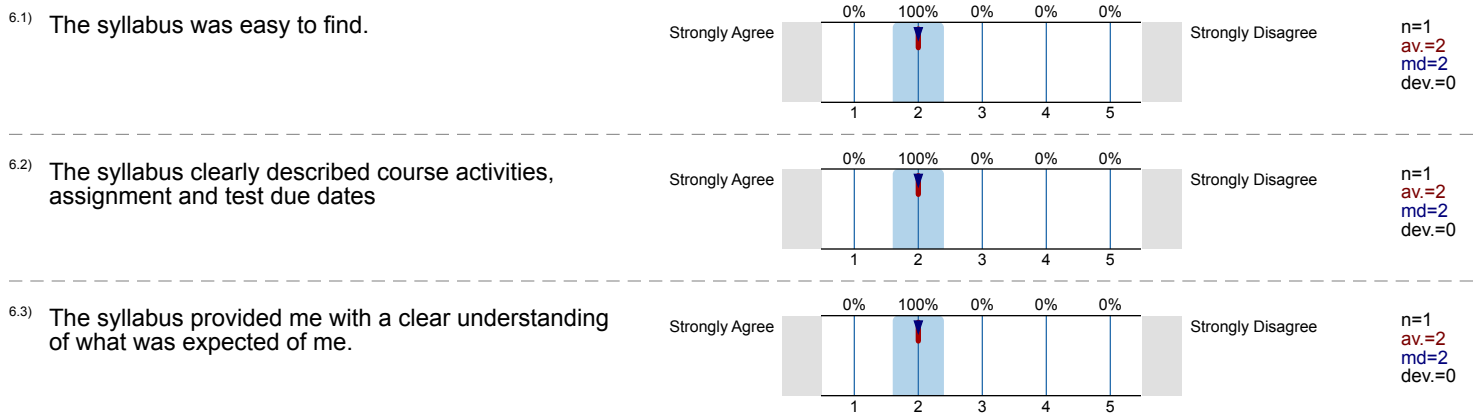 6.1) The syllabus was easy to find.
0% 100% 0% 0% 0%
Strongly Agree
Strongly Disagree
n=1
av.=2
md=2
dev.=0
1 2 3 4 5
6.2) The syllabus clearly described course activities,
assignment and test due dates
0% 100% 0% 0% 0%
Strongly Agree
Strongly Disagree
n=1
av.=2
md=2
dev.=0
1 2 3 4 5
6.3) The syllabus provided me with a clear understanding
of what was expected of me.
0% 100% 0% 0% 0%
Strongly Agree
Strongly Disagree
n=1
av.=2
md=2
dev.=0
1 2 3 4 5